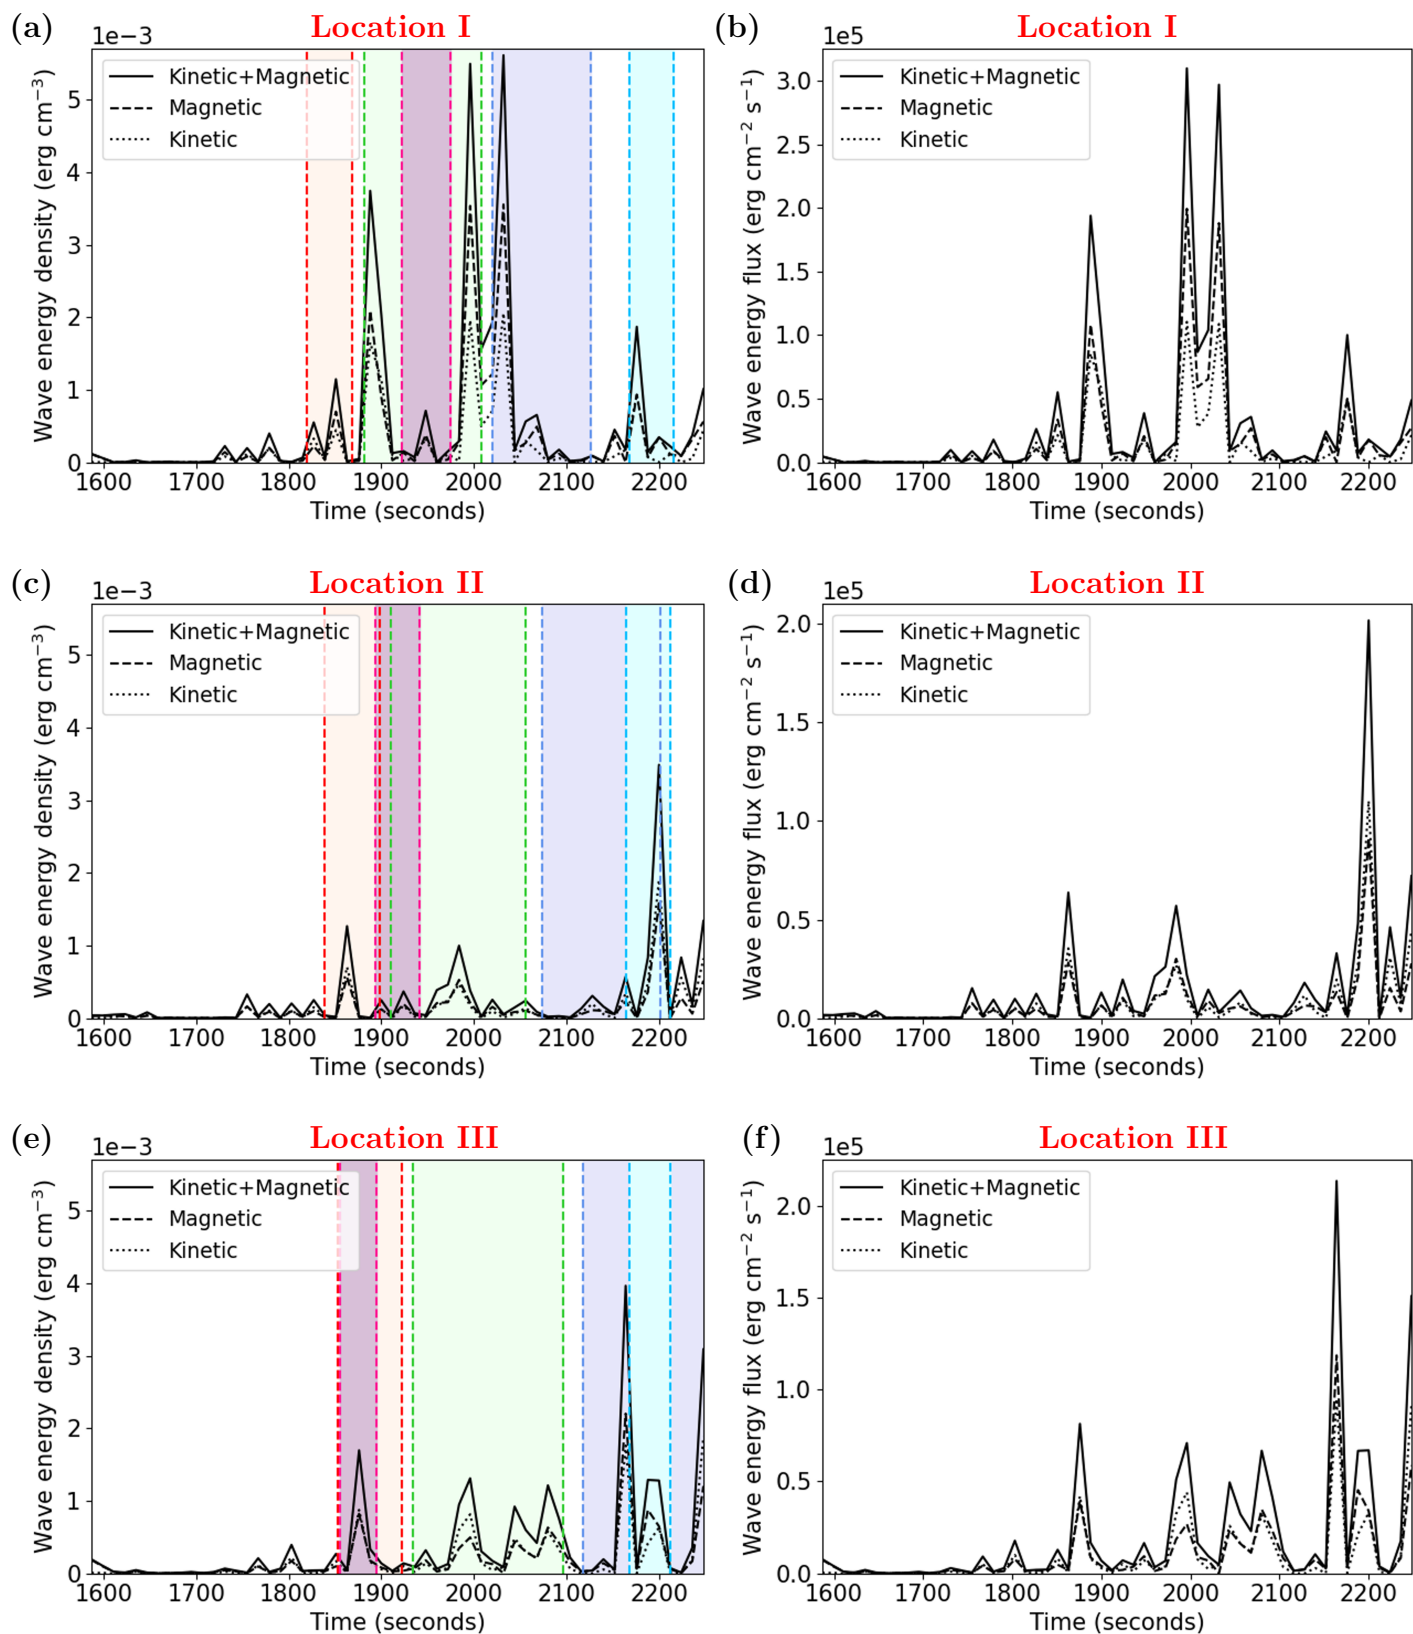 (a) Location I
1e−3
Wave energy density (erg cm⁻³)
5
4
3
2
1
0
Kinetic+Magnetic
Magnetic
Kinetic
1600 1700 1800 1900 2000 2100 2200
Time (seconds)
(b) Location I
1e5
Wave energy flux (erg cm⁻² s⁻¹)
3.0
2.5
2.0
1.5
1.0
0.5
0.0
Kinetic+Magnetic
Magnetic
Kinetic
1600 1700 1800 1900 2000 2100 2200
Time (seconds)
(c) Location II
1e−3
Wave energy density (erg cm⁻³)
5
4
3
2
1
0
Kinetic+Magnetic
Magnetic
Kinetic
1600 1700 1800 1900 2000 2100 2200
Time (seconds)
(d) Location II
1e5
Wave energy flux (erg cm⁻² s⁻¹)
2.0
1.5
1.0
0.5
0.0
Kinetic+Magnetic
Magnetic
Kinetic
1600 1700 1800 1900 2000 2100 2200
Time (seconds)
(e) Location III
1e−3
Wave energy density (erg cm⁻³)
5
4
3
2
1
0
Kinetic+Magnetic
Magnetic
Kinetic
1600 1700 1800 1900 2000 2100 2200
Time (seconds)
(f) Location III
1e5
Wave energy flux (erg cm⁻² s⁻¹)
2.0
1.5
1.0
0.5
0.0
Kinetic+Magnetic
Magnetic
Kinetic
1600 1700 1800 1900 2000 2100 2200
Time (seconds)